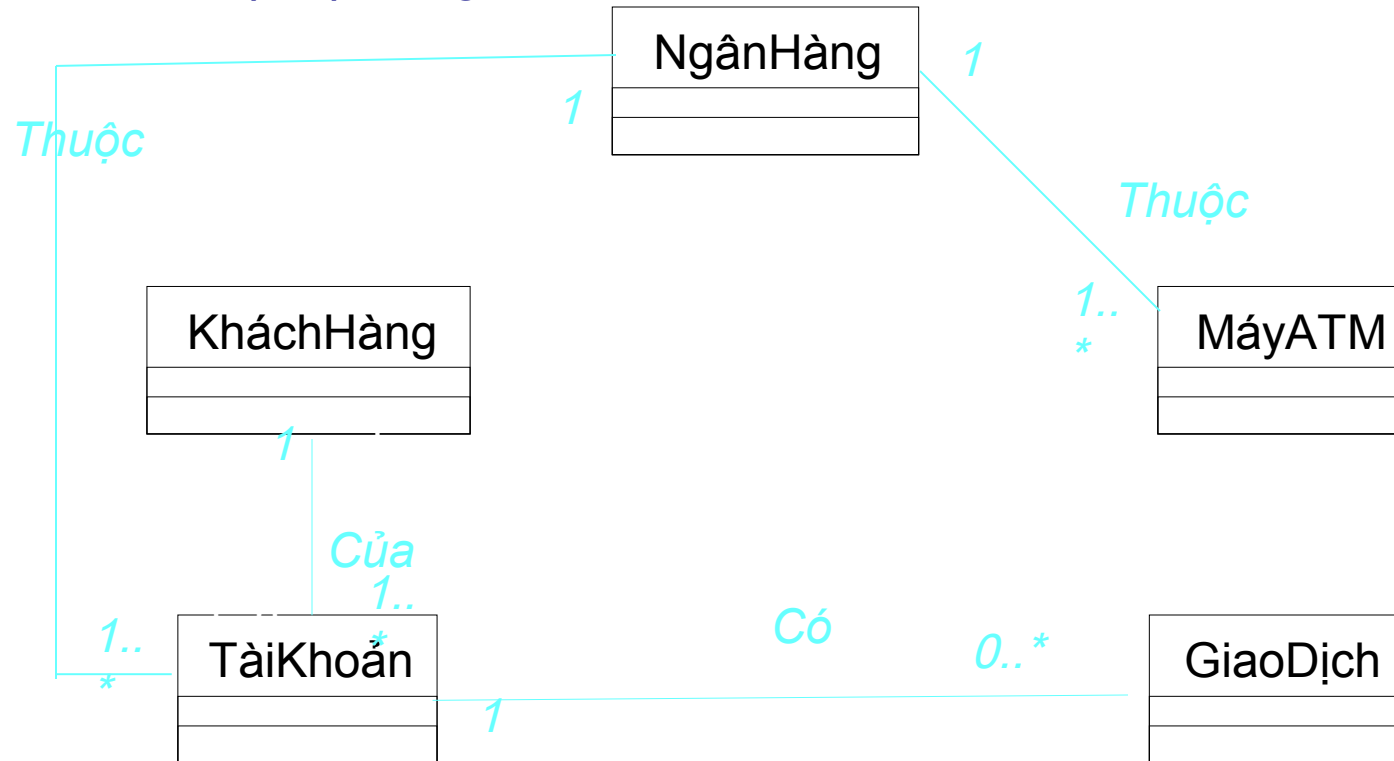 NgânHàng
1
1
Thuộc
Thuộc
KháchHàng
1..
*
MáyATM
1
Của
1..
*
1..
*
TàiKhoản
Có
0..*
GiaoDịch
1